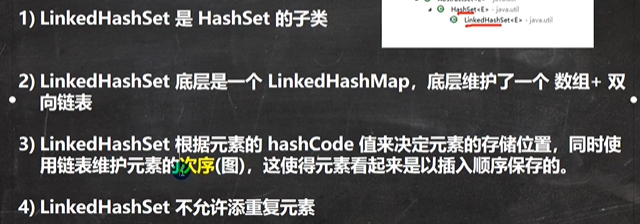 HashSet<E> - java.util
LinkedHashSet<E> - java.util
1) LinkedHashSet 是 HashSet 的子类
2) LinkedHashSet 底层是一个 LinkedHashMap，底层维护了一个 数组+ 双
向链表
3) LinkedHashSet 根据元素的 hashCode 值来决定元素的存储位置，同时使
用链表维护元素的次序(图)，这使得元素看起来是以插入顺序保存的。
4) LinkedHashSet 不允许添重复元素